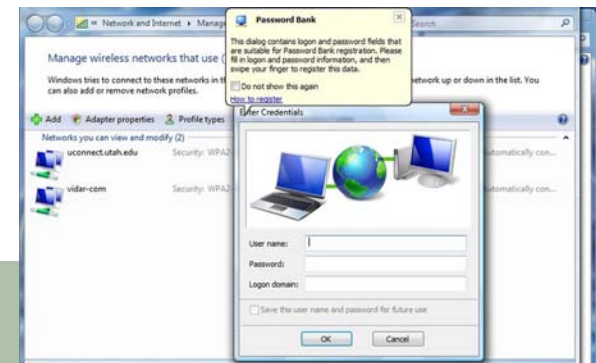 « Network and Internet ▸ Manage
Search
Password Bank
This dialog contains logon and password fields that
are suitable for Password Bank registration. Please
fill in logon and password information, and then
swipe your finger to register this data.
Do not show this again
How to register
Manage wireless networks that use (
Windows tries to connect to these networks in th
network up or down in the list. You
can also add or remove network profiles.
Add Adapter properties Profile types
Networks you can view and modify (2)
uconnect.utah.edu Security: WPA2- Automatically con...
vidar-com Security: WPA2- Automatically con...
Enter Credentials
User name:
Password:
Logon domain:
Save this user name and password for future use
OK Cancel